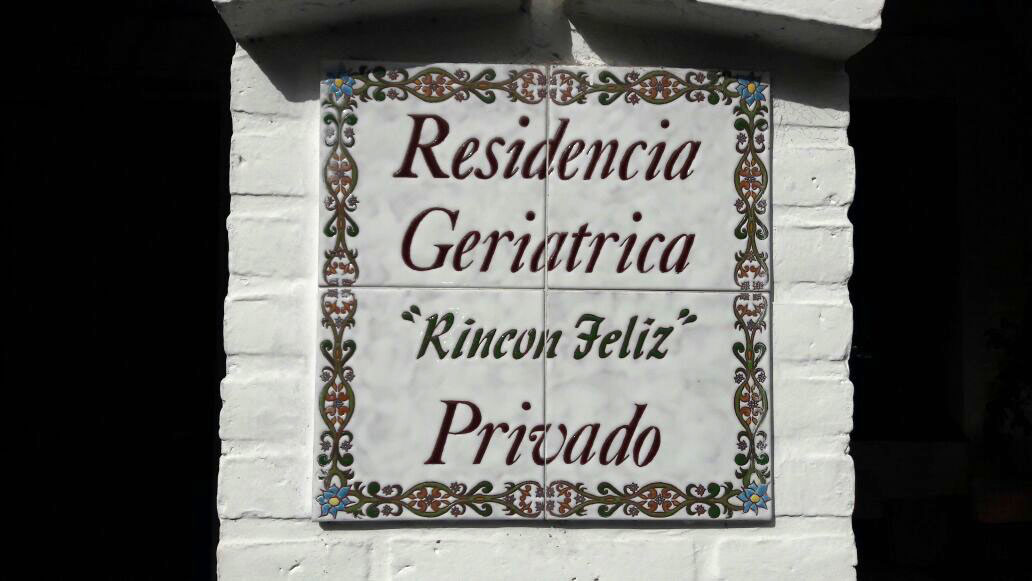 Residencia
Geriatrica
"Rincon Feliz"
Privado